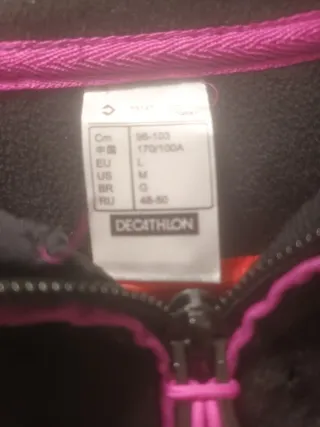 Cm 96-103
中国 170/100A
EU L
US M
BR G
RU 48-50
DECATHLON